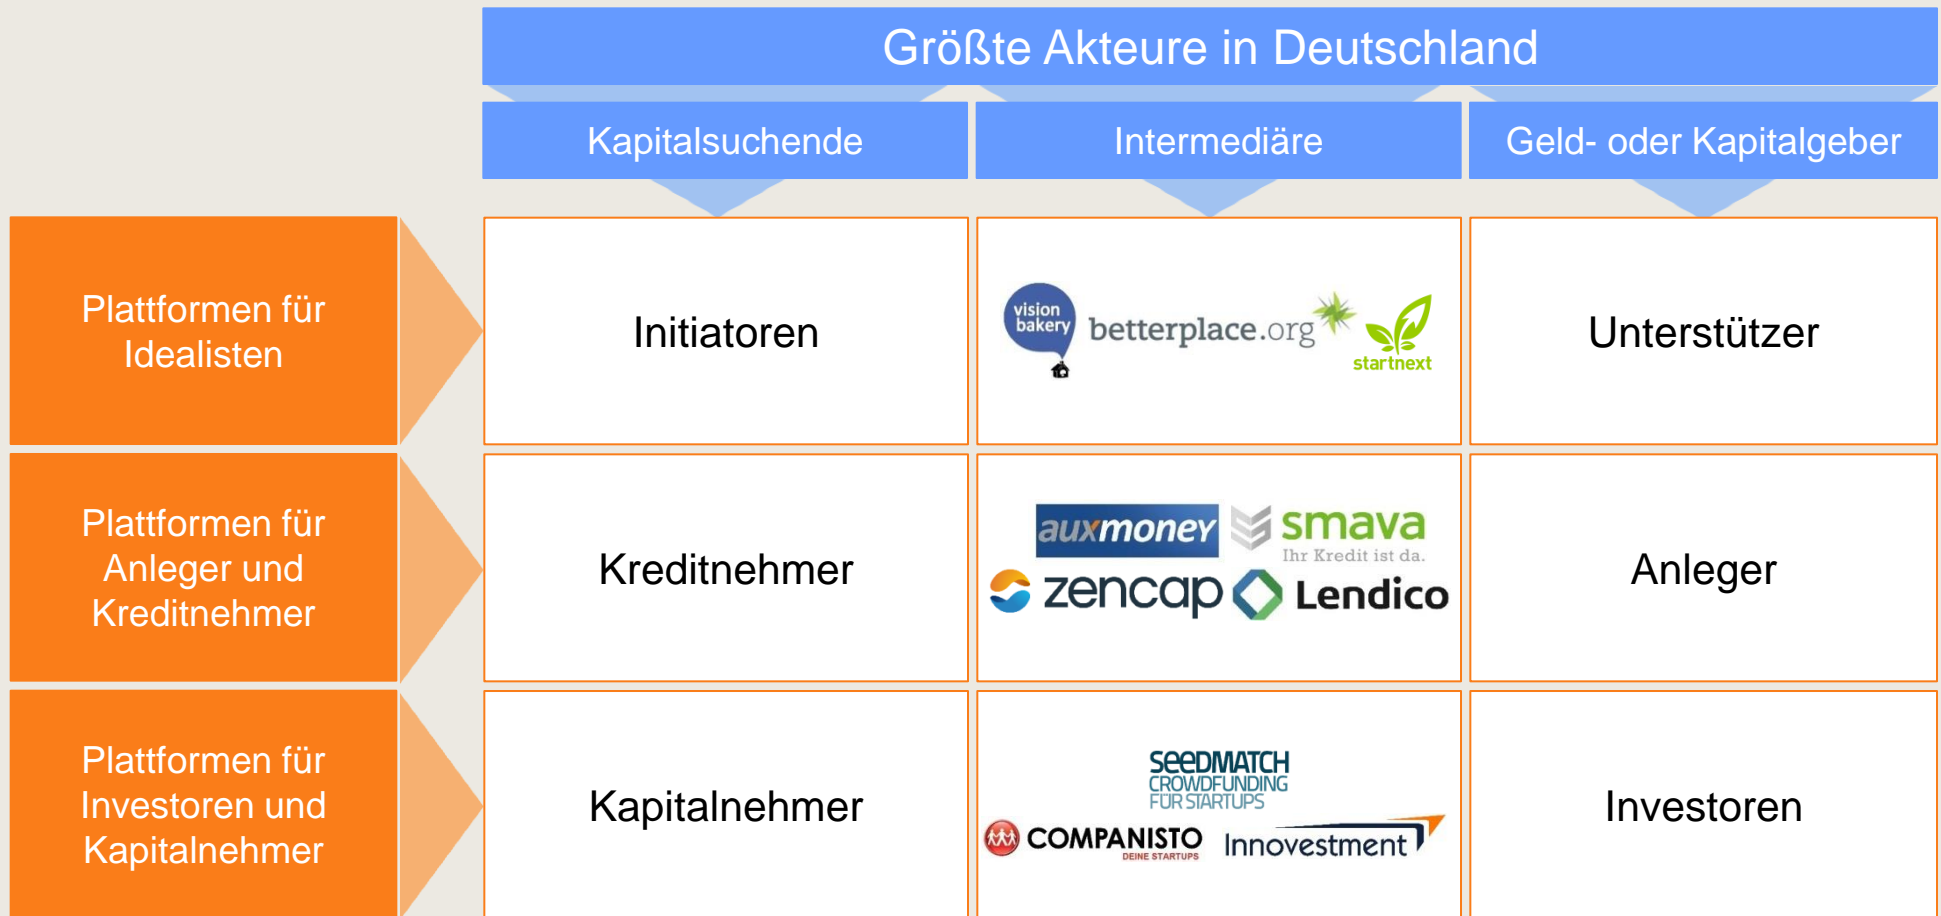 Größte Akteure in Deutschland
Kapitalsuchende
Intermediäre
Geld- oder Kapitalgeber
Plattformen für
Idealisten
Initiatoren
vision
bakery
betterplace.org
startnext
Unterstützer
Plattformen für
Anleger und
Kreditnehmer
Kreditnehmer
auxmoney
smava
Ihr Kredit ist da.
zencap
Lendico
Anleger
Plattformen für
Investoren und
Kapitalnehmer
Kapitalnehmer
SEEDMATCH
CROWDFUNDING
FÜR STARTUPS
COMPANISTO
DEINE STARTUPS
Innovestment
Investoren